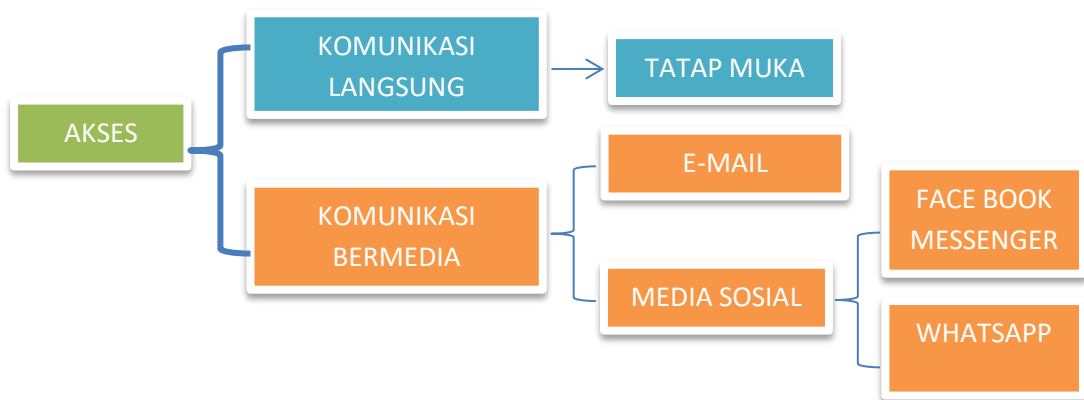 AKSES
KOMUNIKASI
LANGSUNG
TATAP MUKA
KOMUNIKASI
BERMEDIA
E-MAIL
MEDIA SOSIAL
FACE BOOK
MESSENGER
WHATSAPP